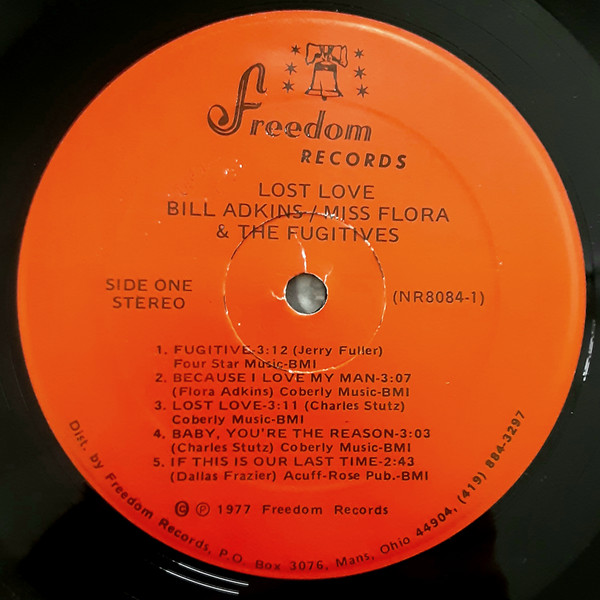 Freedom
RECORDS
LOST LOVE
BILL ADKINS/MISS FLORA
& THE FUGITIVES
SIDE ONE
STEREO
(NR8084-1)
1. FUGITIVE-3:12 (Jerry Fuller)
Four Star Music-BMI
2. BECAUSE I LOVE MY MAN-3:07
(Flora Adkins) Coberly Music-BMI
3. LOST LOVE-3:11 (Charles Stutz)
Coberly Music-BMI
4. BABY, YOU'RE THE REASON-3:03
(Charles Stutz) Coberly Music-BMI
5. IF THIS IS OUR LAST TIME-2:43
(Dallas Frazier) Acuff-Rose Pub.-BMI
© ℗ 1977 Freedom Records
Dist. by Freedom Records, P.O. Box 3076, Mans, Ohio 44904, (419) 884-3297